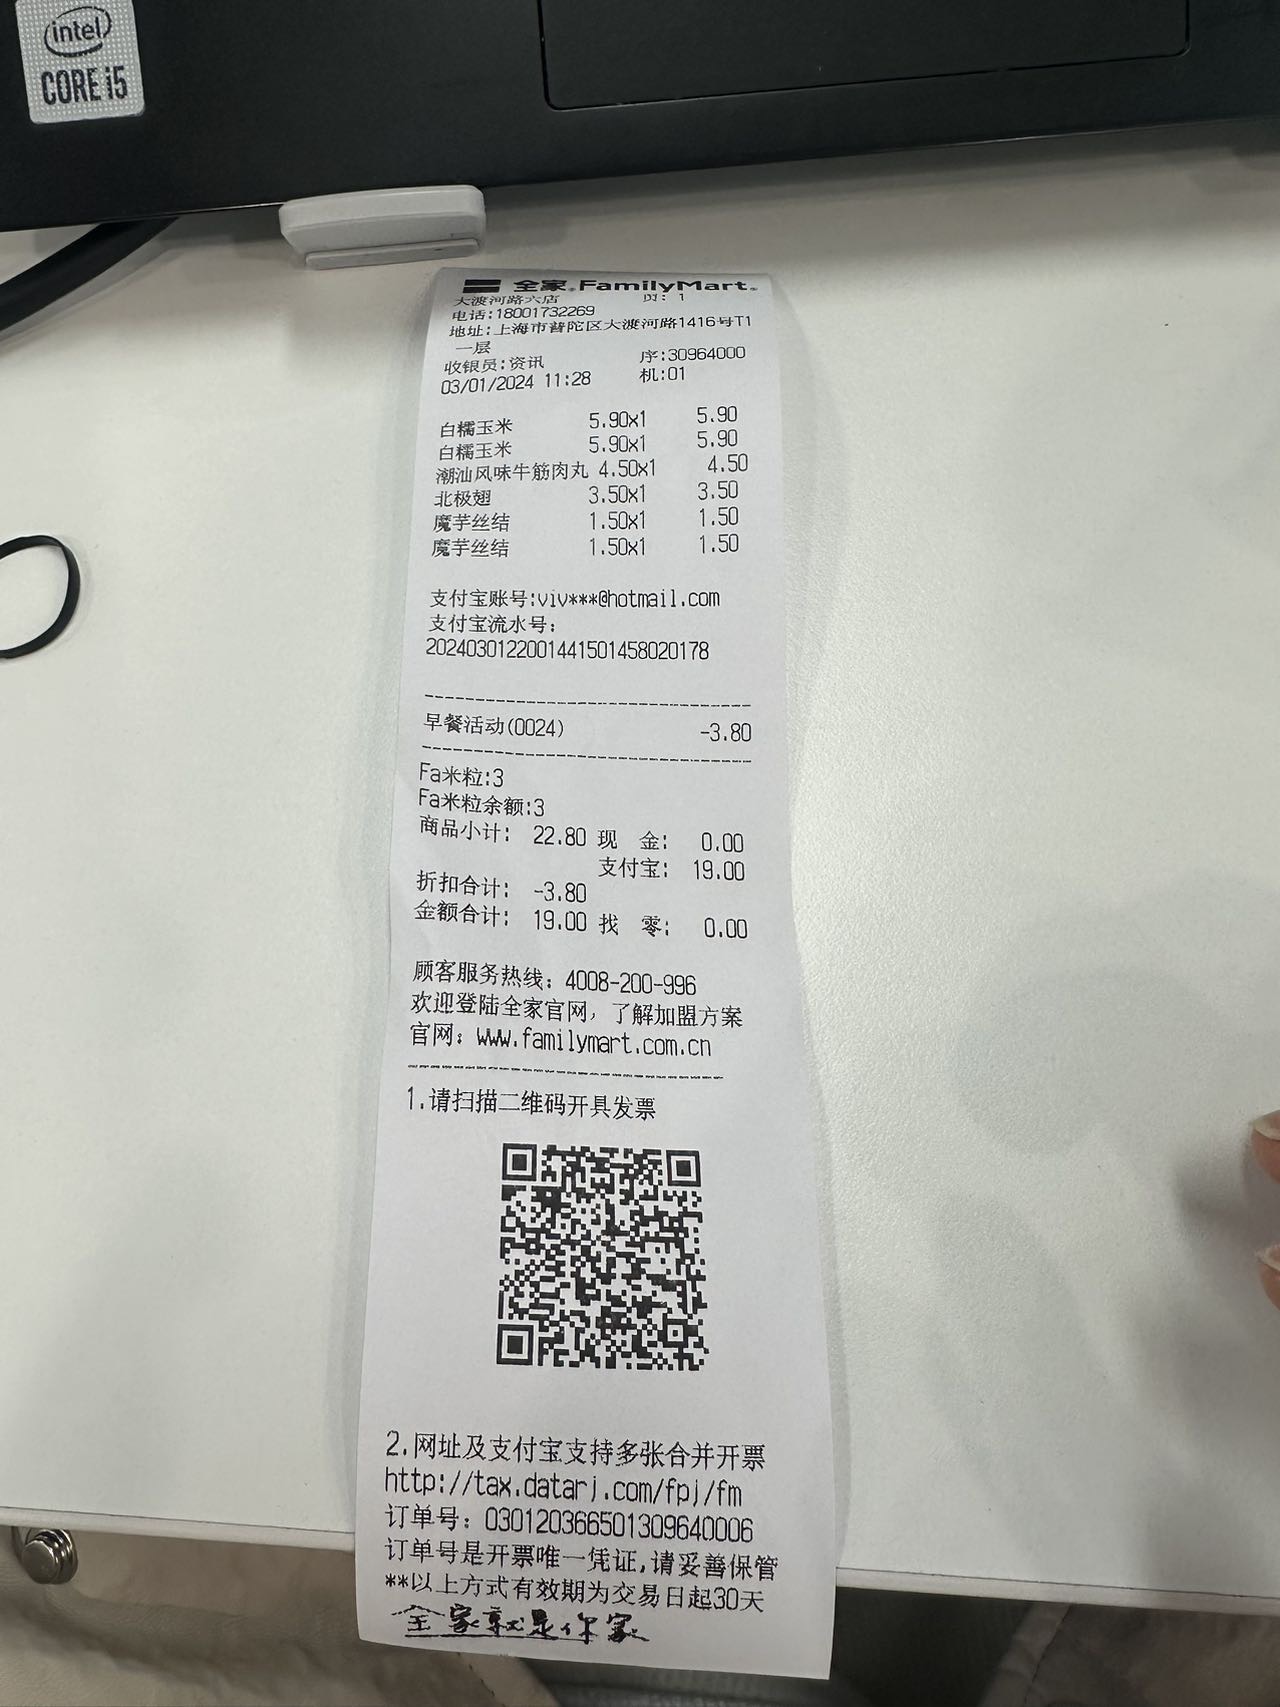 intel
CORE i5
全家 FamilyMart
大渡河路六店 页: 1
电话:18001732269
地址:上海市普陀区大渡河路1416号T1
一层
收银员:资讯 序:30964000
03/01/2024 11:28 机:01
白糯玉米 5.90x1 5.90
白糯玉米 5.90x1 5.90
潮汕风味牛筋肉丸 4.50x1 4.50
北极翅 3.50x1 3.50
魔芋丝结 1.50x1 1.50
魔芋丝结 1.50x1 1.50
支付宝账号:viv***@hotmail.com
支付宝流水号:
2024030122001441501458020178
早餐活动(0024) -3.80
Fa米粒:3
Fa米粒余额:3
商品小计: 22.80 现 金: 0.00
支付宝: 19.00
折扣合计: -3.80
金额合计: 19.00 找 零: 0.00
顾客服务热线: 4008-200-996
欢迎登陆全家官网, 了解加盟方案
官网: www.familymart.com.cn
1.请扫描二维码开具发票
2.网址及支付宝支持多张合并开票
http://tax.datarj.com/fpj/fm
订单号: 030120366501309640006
订单号是开票唯一凭证,请妥善保管
**以上方式有效期为交易日起30天
全家就是你家